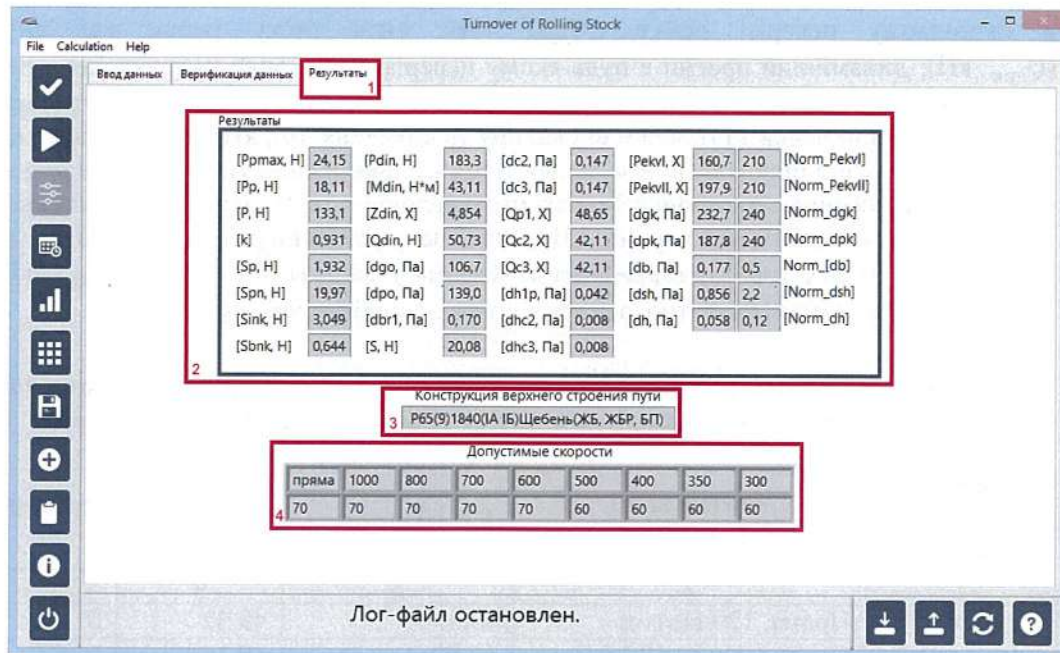 Turnover of Rolling Stock
File Calculation Help
Ввод данных Верификация данных Результаты
1
Результаты
[Ppmax, Н] 24,15 [Pdin, Н] 183,3 [dc2, Па] 0,147 [Pekvl, X] 160,7 210 [Norm_Pekvl]
[Pp, Н] 18,11 [Mdin, Н*м] 43,11 [dc3, Па] 0,147 [Pekvll, X] 197,9 210 [Norm_Pekvll]
[P, Н] 133,1 [Zdin, X] 4,854 [Qp1, X] 48,65 [dgk, Па] 232,7 240 [Norm_dgk]
[k] 0,931 [Qdin, Н] 50,73 [Qc2, X] 42,11 [dpk, Па] 187,8 240 [Norm_dpk]
[Sp, Н] 1,932 [dgo, Па] 106,7 [Qc3, X] 42,11 [db, Па] 0,177 0,5 Norm_[db]
[Spn, Н] 19,97 [dpo, Па] 139,0 [dh1p, Па] 0,042 [dsh, Па] 0,856 2,2 [Norm_dsh]
[Sink, Н] 3,049 [dbr1, Па] 0,170 [dhc2, Па] 0,008 [dh, Па] 0,058 0,12 [Norm_dh]
[Sbnk, Н] 0,644 [S, Н] 20,08 [dhc3, Па] 0,008
2
Конструкция верхнего строения пути
3 Р65(9)1840(IA IБ)Щебень(ЖБ, ЖБР, БП)
Допустимые скорости
пряма 1000 800 700 600 500 400 350 300
4 70 70 70 70 70 60 60 60 60
Лог-файл остановлен.